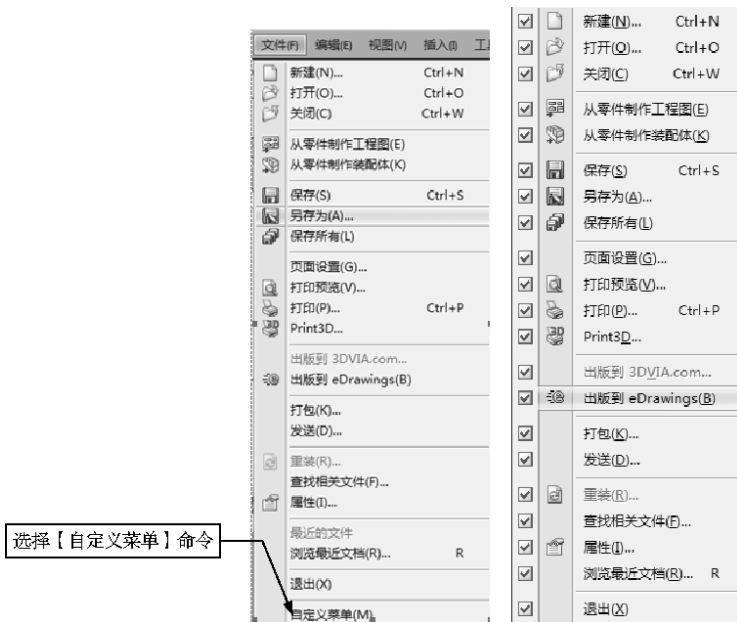 文件(F) 编辑(E) 视图(V) 插入(I)
新建(N)... Ctrl+N
打开(O)... Ctrl+O
关闭(C) Ctrl+W
从零件制作工程图(E)
从零件制作装配体(K)
保存(S) Ctrl+S
另存为(A)...
保存所有(L)
页面设置(G)...
打印预览(V)...
打印(P)... Ctrl+P
Print3D...
出版到 3DVIA.com...
出版到 eDrawings(B)
打包(K)...
发送(D)...
重装(R)...
查找相关文件(F)...
属性(I)...
最近的文件
浏览最近文档(R)... R
退出(X)
自定义菜单(M)
选择【自定义菜单】命令
新建(N)... Ctrl+N
打开(O)... Ctrl+O
关闭(C) Ctrl+W
从零件制作工程图(E)
从零件制作装配体(K)
保存(S) Ctrl+S
另存为(A)...
保存所有(L)
页面设置(G)...
打印预览(V)...
打印(P)... Ctrl+P
Print3D...
出版到 3DVIA.com...
出版到 eDrawings(B)
打包(K)...
发送(D)...
重装(R)...
查找相关文件(F)...
属性(I)...
浏览最近文档(R)... R
退出(X)